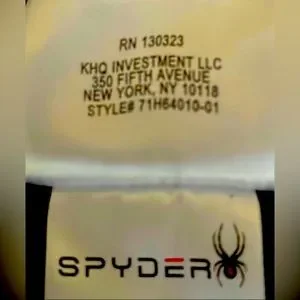 RN 130323
KHQ INVESTMENT LLC
350 FIFTH AVENUE
NEW YORK, NY 10118
STYLE# 71H64010-01
SPYDER